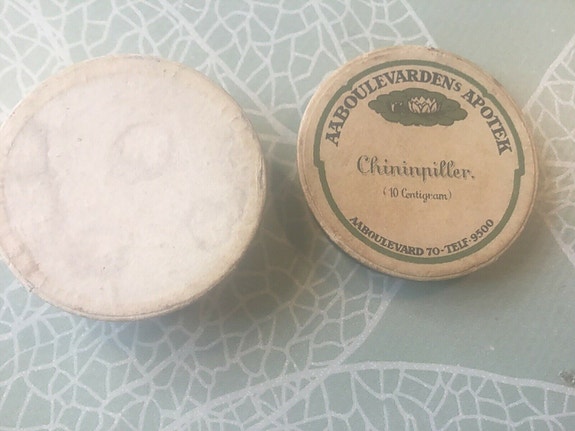 AABOULEVARDENS APOTEK
Chininpiller.
(10 Centigram)
AABOULEVARD 70-TELF. 9500